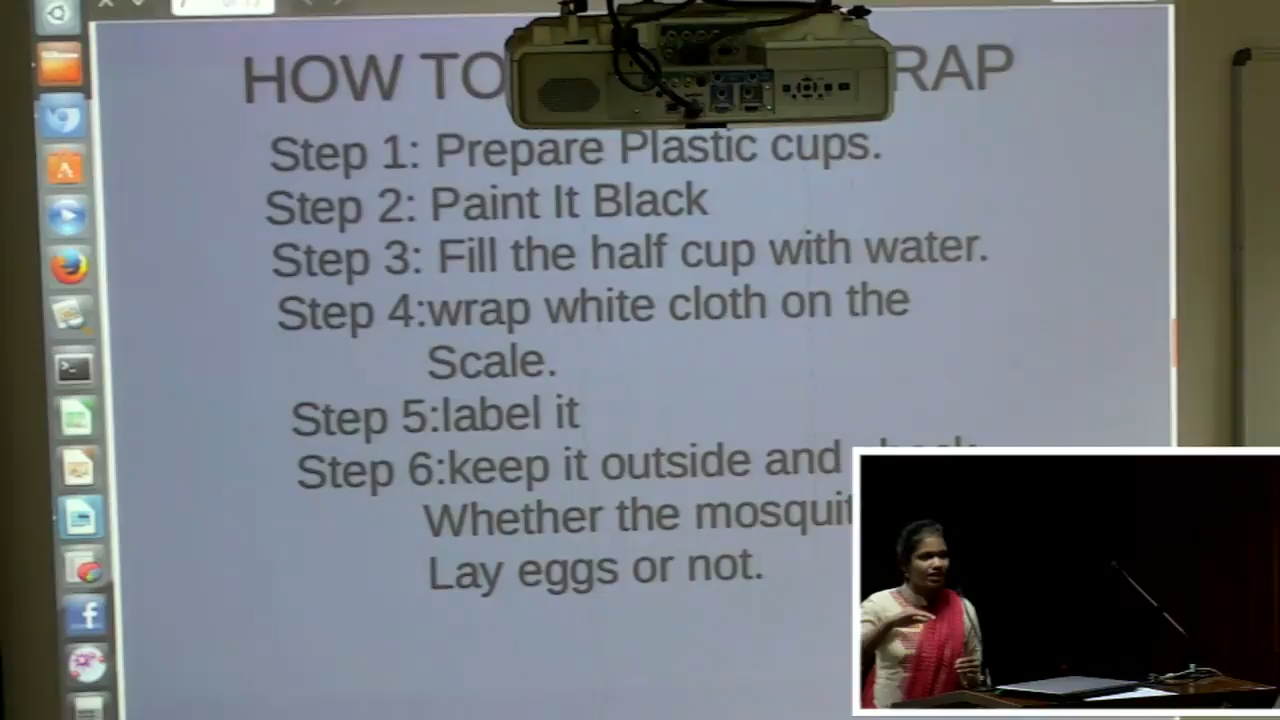 HOW TO
Step 1: Prepare Plastic cups.
Step 2: Paint It Black
Step 3: Fill the half cup with water.
Step 4:wrap white cloth on the
Scale.
Step 5:label it
Step 6:keep it outside and
Whether the
Lay eggs or not.